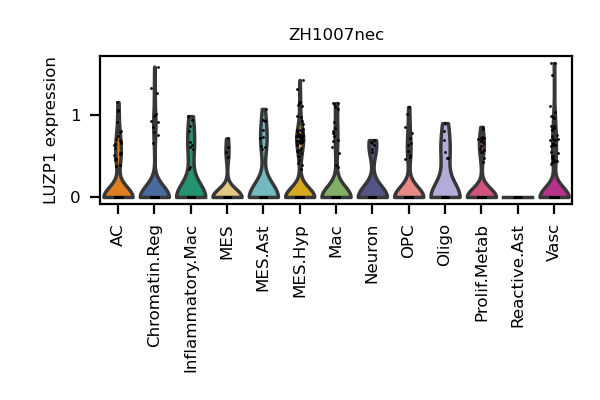 ZH1007nec
LUZP1 expression
1
0
AC
Chromatin.Reg
Inflammatory.Mac
MES
MES.Ast
MES.Hyp
Mac
Neuron
OPC
Oligo
Prolif.Metab
Reactive.Ast
Vasc